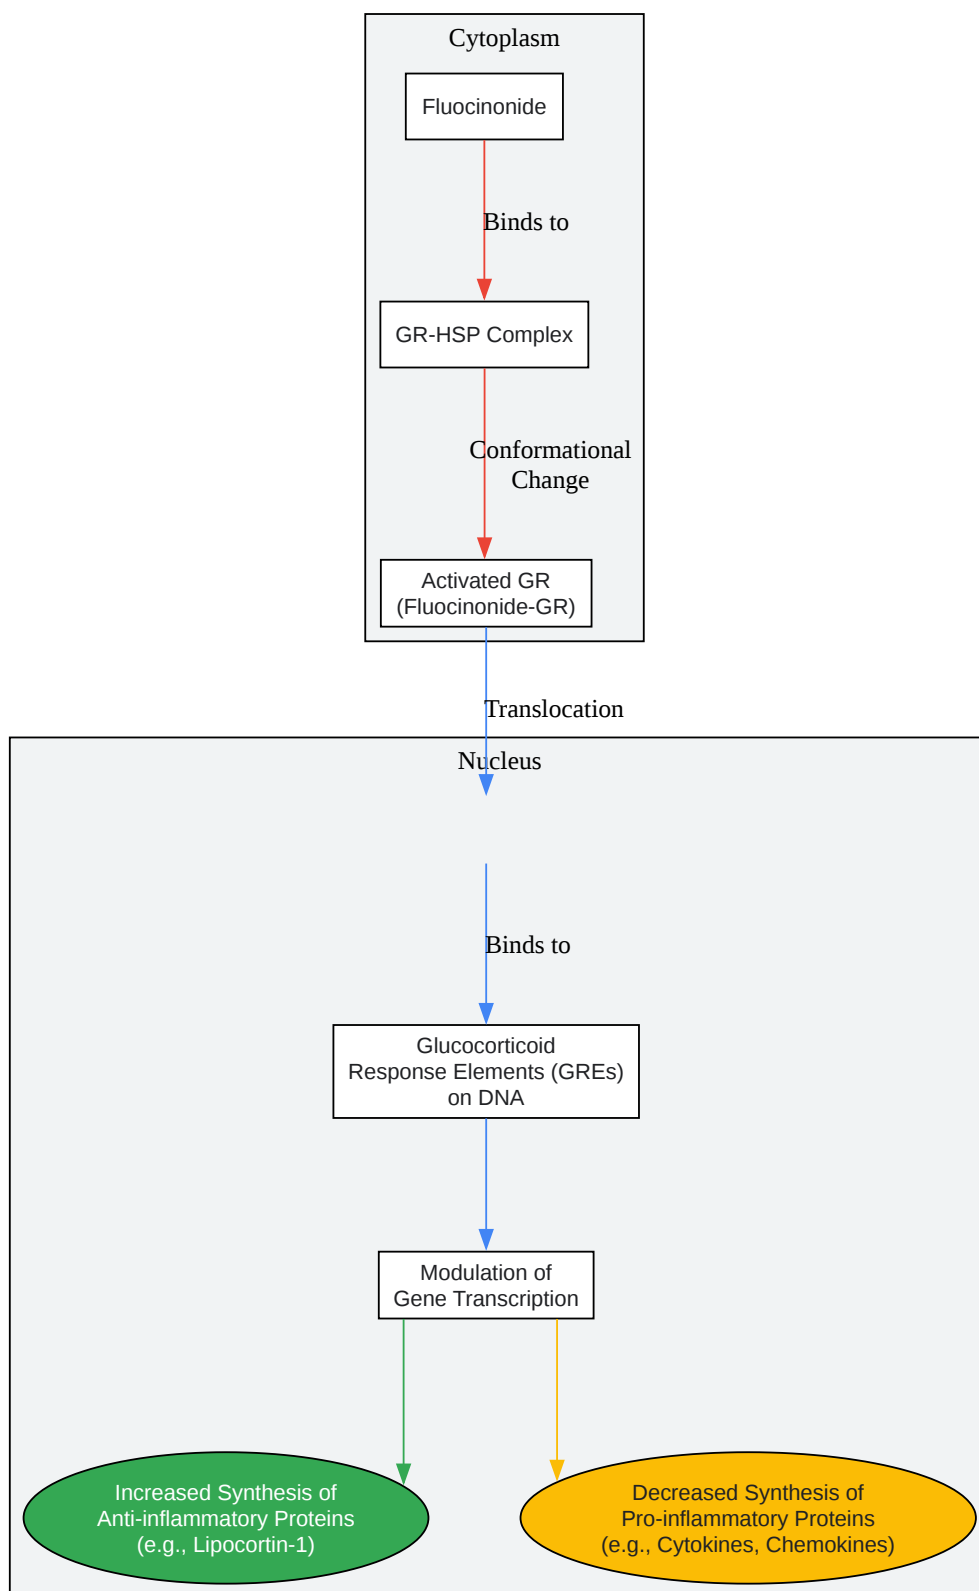 Cytoplasm
Fluocinonide
Binds to
GR-HSP Complex
Conformational
Change
Activated GR
(Fluocinonide-GR)
Translocation
Nucleus
Binds to
Glucocorticoid
Response Elements (GREs)
on DNA
Modulation of
Gene Transcription
Increased Synthesis of
Anti-inflammatory Proteins
(e.g., Lipocortin-1)
Decreased Synthesis of
Pro-inflammatory Proteins
(e.g., Cytokines, Chemokines)